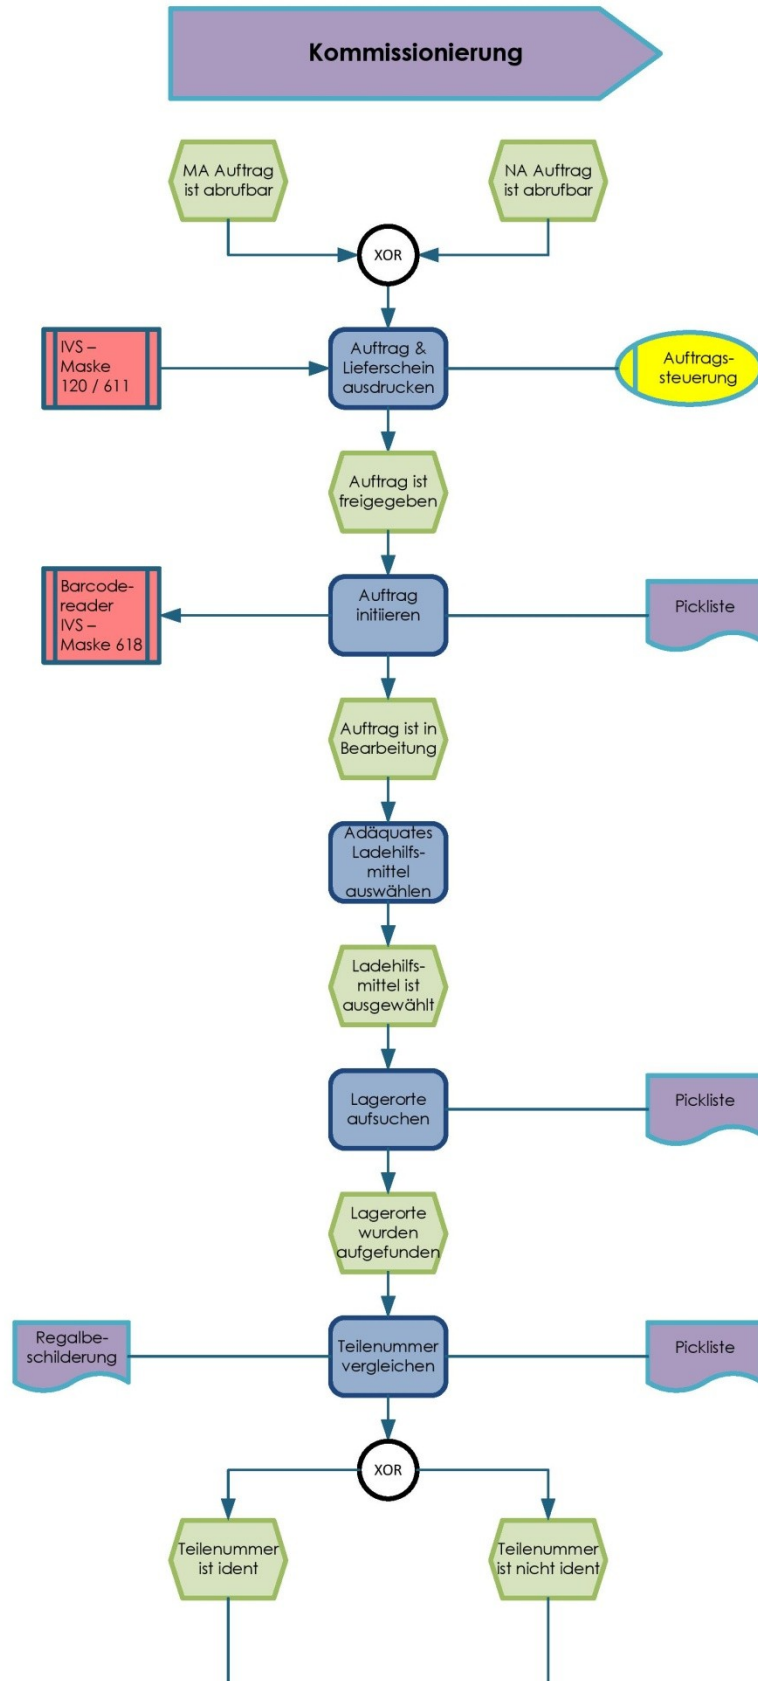 Kommissionierung
MA Auftrag
ist abrufbar
NA Auftrag
ist abrufbar
XOR
IVS –
Maske
120 / 611
Auftrag &
Lieferschein
ausdrucken
Auftrags-
steuerung
Auftrag ist
freigegeben
Barcode-
reader
IVS –
Maske 618
Auftrag
initiieren
Pickliste
Auftrag ist in
Bearbeitung
Adäquates
Ladehilfs-
mittel
auswählen
Ladehilfs-
mittel ist
ausgewählt
Lagerorte
aufsuchen
Pickliste
Lagerorte
wurden
aufgefunden
Regalbe-
schilderung
Teilenummer
vergleichen
Pickliste
XOR
Teilenummer
ist ident
Teilenummer
ist nicht ident